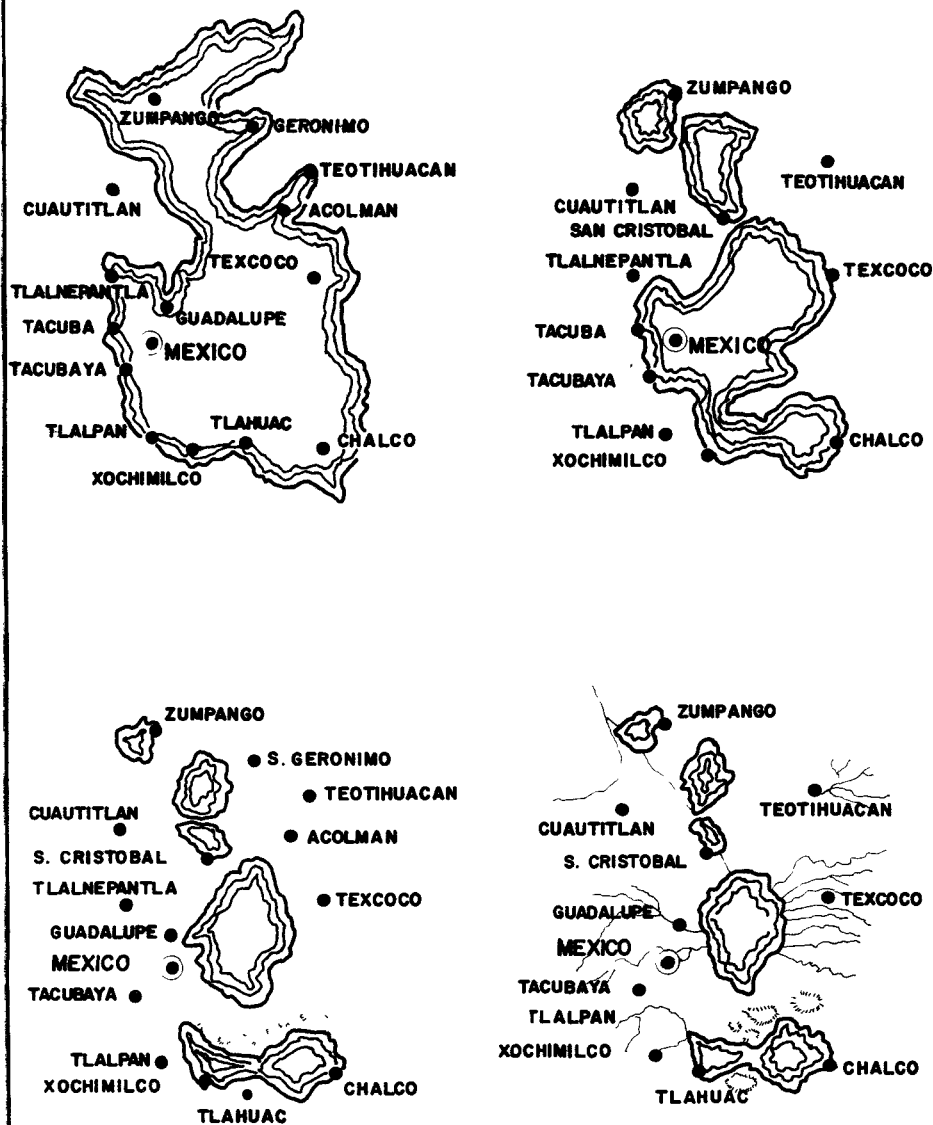 ZUMPANGO
GERONIMO
TEOTIHUACAN
CUAUTITLAN
ACOLMAN
TEXCOCO
TLALNEPANTLA
GUADALUPE
TACUBA
MEXICO
TACUBAYA
TLALPAN
TLAHUAC
CHALCO
XOCHIMILCO
ZUMPANGO
TEOTIHUACAN
CUAUTITLAN
SAN CRISTOBAL
TLALNEPANTLA
TEXCOCO
TACUBA
MEXICO
TACUBAYA
TLALPAN
CHALCO
XOCHIMILCO
ZUMPANGO
S. GERONIMO
TEOTIHUACAN
CUAUTITLAN
ACOLMAN
S. CRISTOBAL
TLALNEPANTLA
TEXCOCO
GUADALUPE
MEXICO
TACUBAYA
TLALPAN
XOCHIMILCO
CHALCO
TLAHUAC
ZUMPANGO
TEOTIHUACAN
CUAUTITLAN
S. CRISTOBAL
TEXCOCO
GUADALUPE
MEXICO
TACUBAYA
TLALPAN
XOCHIMILCO
CHALCO
TLAHUAC